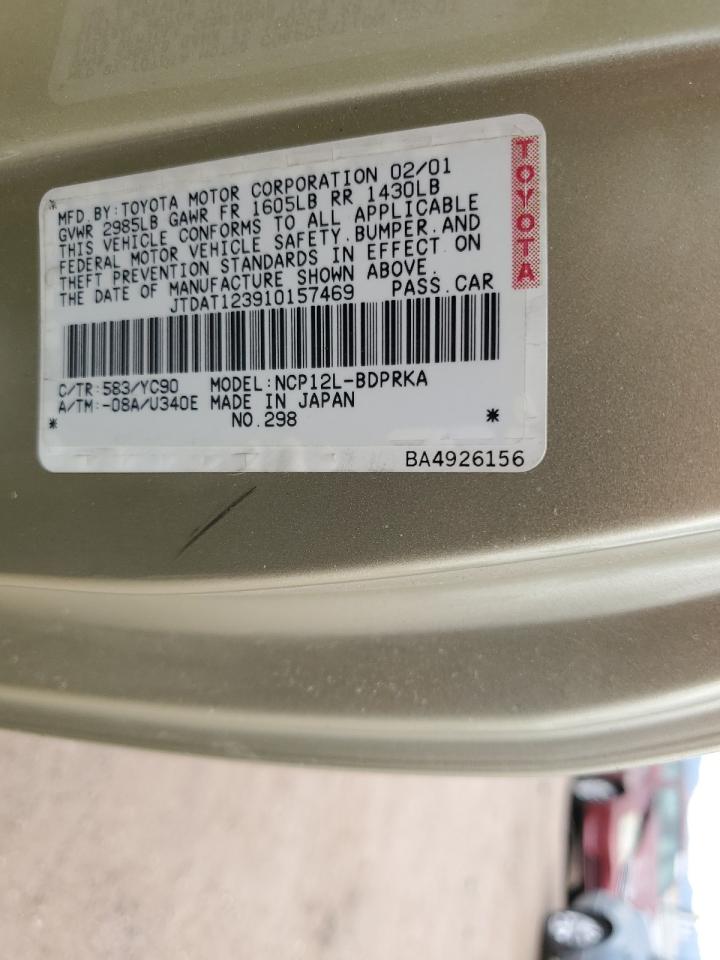 MFD.BY:TOYOTA MOTOR CORPORATION 02/01
GVWR 2985LB GAWR FR 1605LB RR 1430LB
THIS VEHICLE CONFORMS TO ALL APPLICABLE
FEDERAL MOTOR VEHICLE SAFETY,BUMPER,AND
THEFT PREVENTION STANDARDS IN EFFECT ON
THE DATE OF MANUFACTURE SHOWN ABOVE.
JTDAT123910157469 PASS.CAR
C/TR:583/YC90 MODEL:NCP12L-BDPRKA
A/TM:-08A/U340E MADE IN JAPAN
* NO.298 *
BA4926156
TOYOTA